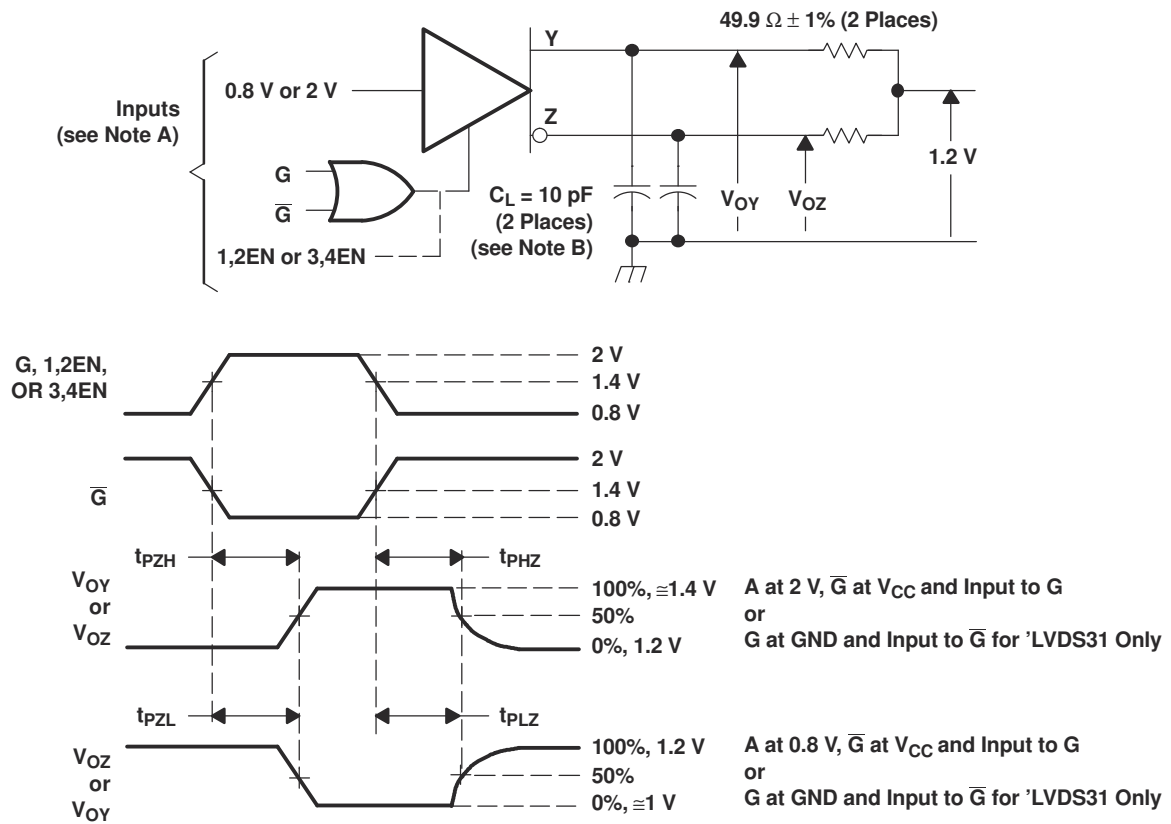 49.9 Ω ± 1% (2 Places)
Y
0.8 V or 2 V
Inputs
(see Note A)
Z
1.2 V
G
G̅
C_L = 10 pF
(2 Places)
(see Note B)
V_OY
V_OZ
1,2EN or 3,4EN
G, 1,2EN,
OR 3,4EN
2 V
1.4 V
0.8 V
G̅
2 V
1.4 V
0.8 V
t_PZH
t_PHZ
V_OY
or
V_OZ
100%, ≅1.4 V
50%
0%, 1.2 V
A at 2 V, G̅ at V_CC and Input to G
or
G at GND and Input to G̅ for ’LVDS31 Only
t_PZL
t_PLZ
V_OZ
or
V_OY
100%, 1.2 V
50%
0%, ≅1 V
A at 0.8 V, G̅ at V_CC and Input to G
or
G at GND and Input to G̅ for ’LVDS31 Only